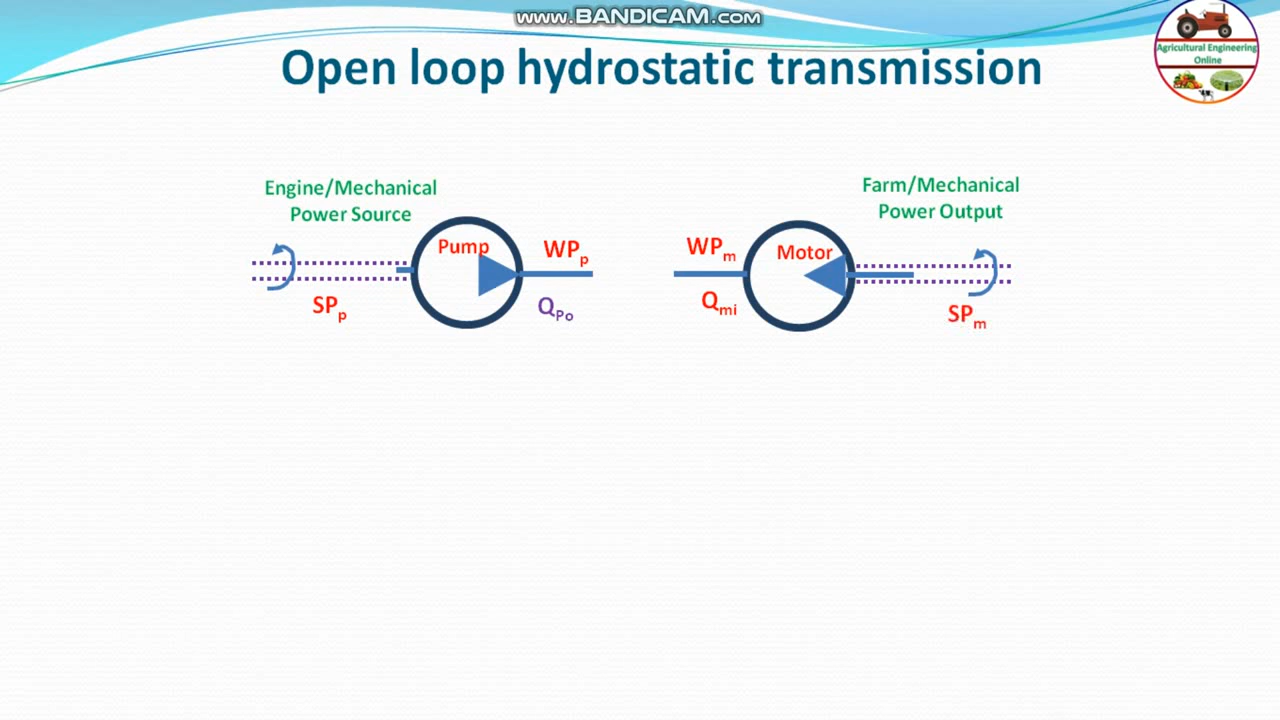 www.BANDICAM.com
Open loop hydrostatic transmission
Agricultural Engineering
Online
Engine/Mechanical
Power Source
Farm/Mechanical
Power Output
Pump
WPp
WPm
Motor
SPp
QPo
Qmi
SPm